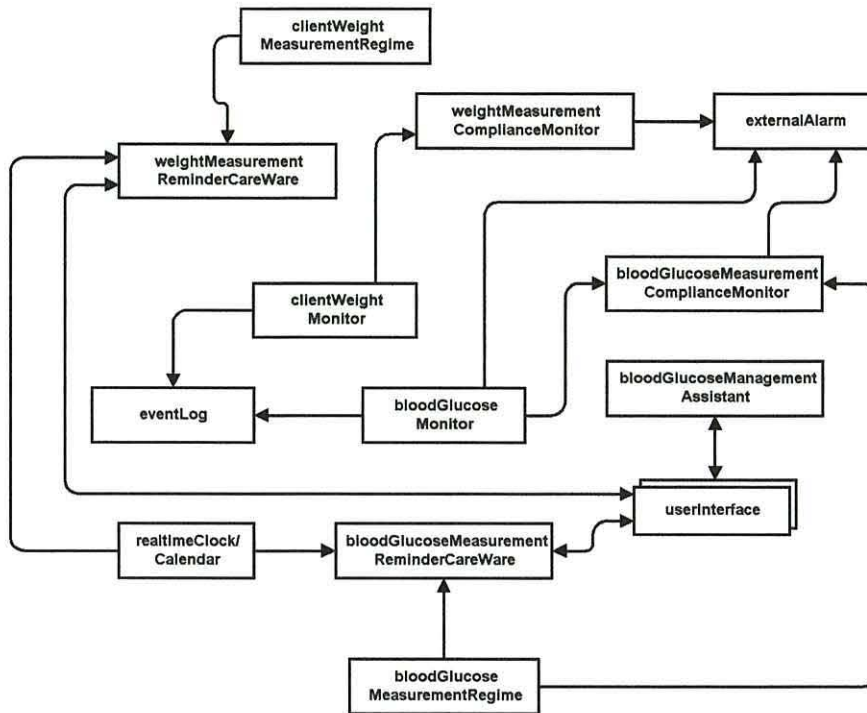 clientWeight
MeasurementRegime
weightMeasurement
ComplianceMonitor
externalAlarm
weightMeasurement
ReminderCareWare
bloodGlucoseMeasurement
ComplianceMonitor
clientWeight
Monitor
bloodGlucoseManagement
Assistant
eventLog
bloodGlucose
Monitor
userInterface
realtimeClock/
Calendar
bloodGlucoseMeasurement
ReminderCareWare
bloodGlucose
MeasurementRegime